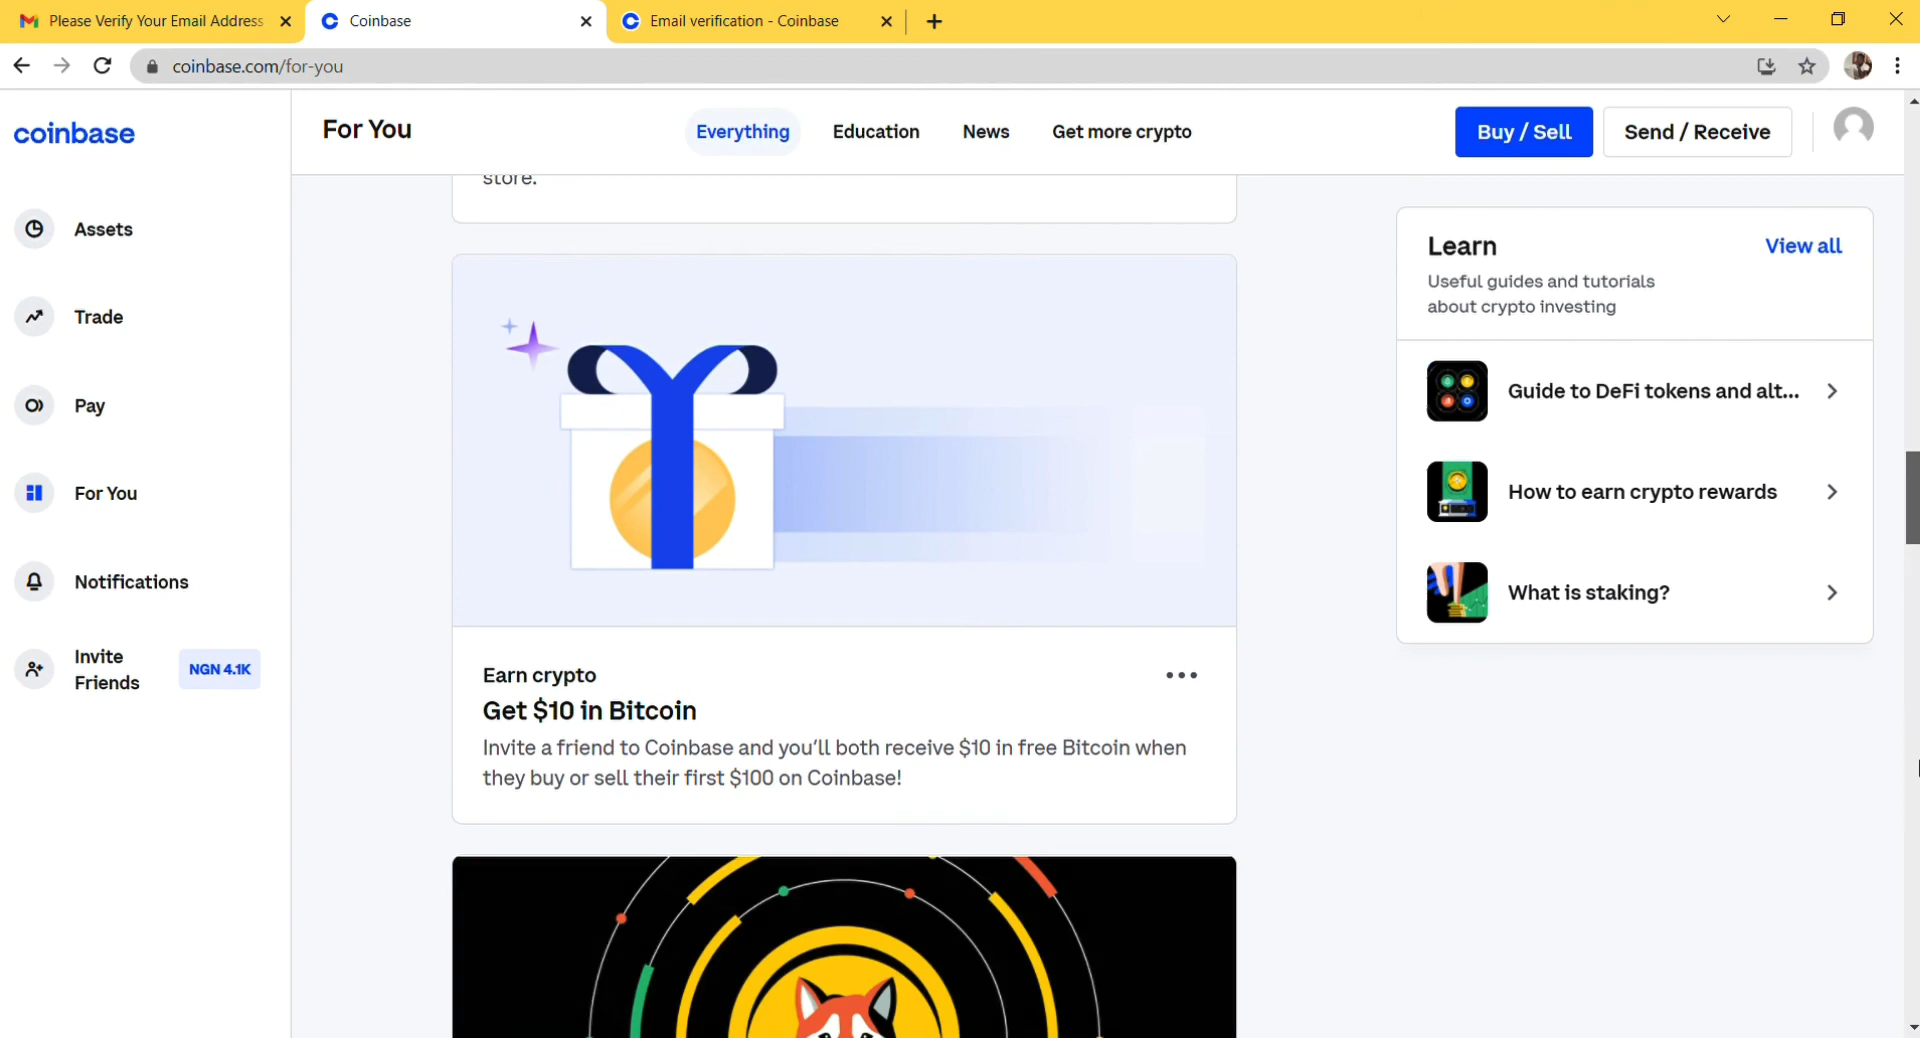 Please Verify Your Email Address
Coinbase
Email verification - Coinbase
coinbase.com/for-you
coinbase
For You
Everything
Education
News
Get more crypto
Buy / Sell
Send / Receive
Assets
Trade
Pay
For You
Notifications
Invite
Friends
NGN 4.1K
store.
Earn crypto
Get $10 in Bitcoin
Invite a friend to Coinbase and you'll both receive $10 in free Bitcoin when
they buy or sell their first $100 on Coinbase!
Learn
View all
Useful guides and tutorials
about crypto investing
Guide to DeFi tokens and alt...
How to earn crypto rewards
What is staking?